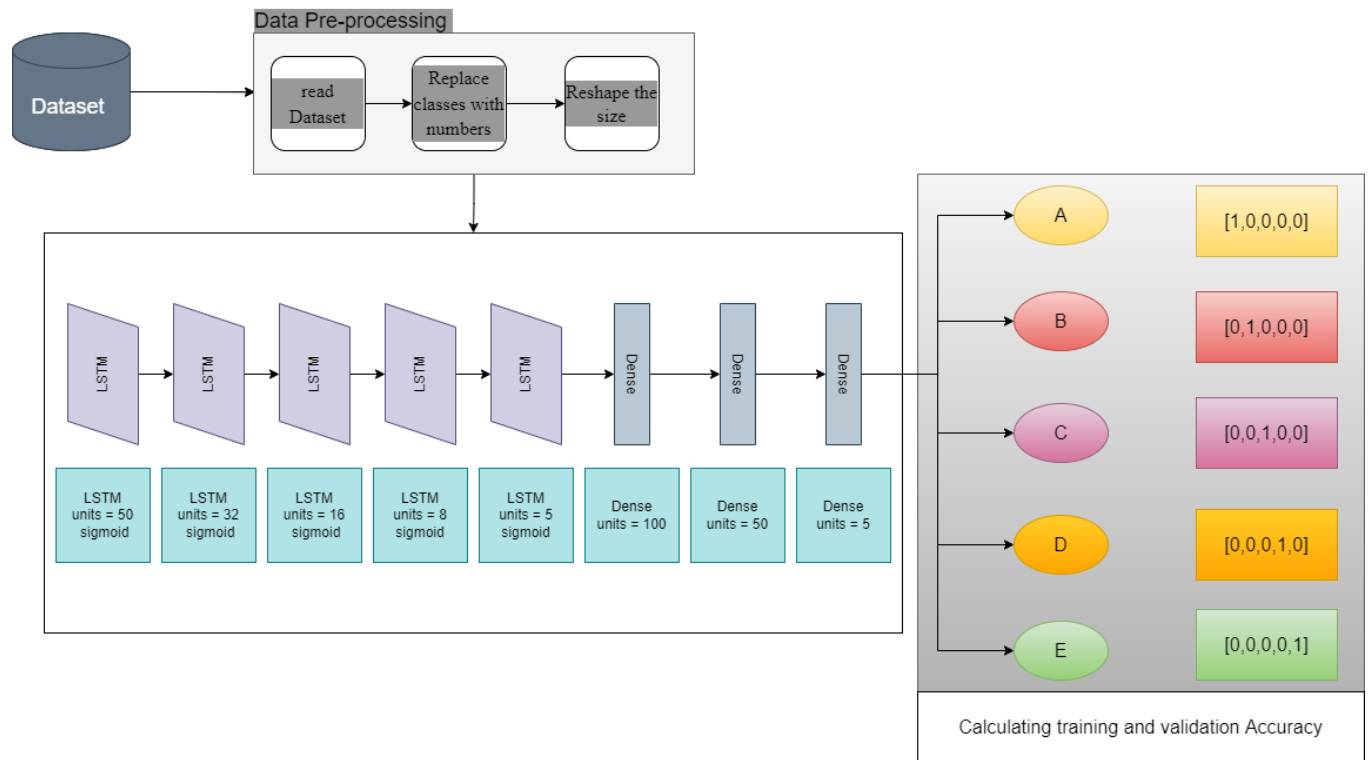 Data Pre-processing
Dataset
read
Dataset
Replace
classes with
numbers
Reshape the
size
LSTM
LSTM
LSTM
LSTM
LSTM
Dense
Dense
Dense
LSTM
units = 50
sigmoid
LSTM
units = 32
sigmoid
LSTM
units = 16
sigmoid
LSTM
units = 8
sigmoid
LSTM
units = 5
sigmoid
Dense
units = 100
Dense
units = 50
Dense
units = 5
A
[1,0,0,0,0]
B
[0,1,0,0,0]
C
[0,0,1,0,0]
D
[0,0,0,1,0]
E
[0,0,0,0,1]
Calculating training and validation Accuracy